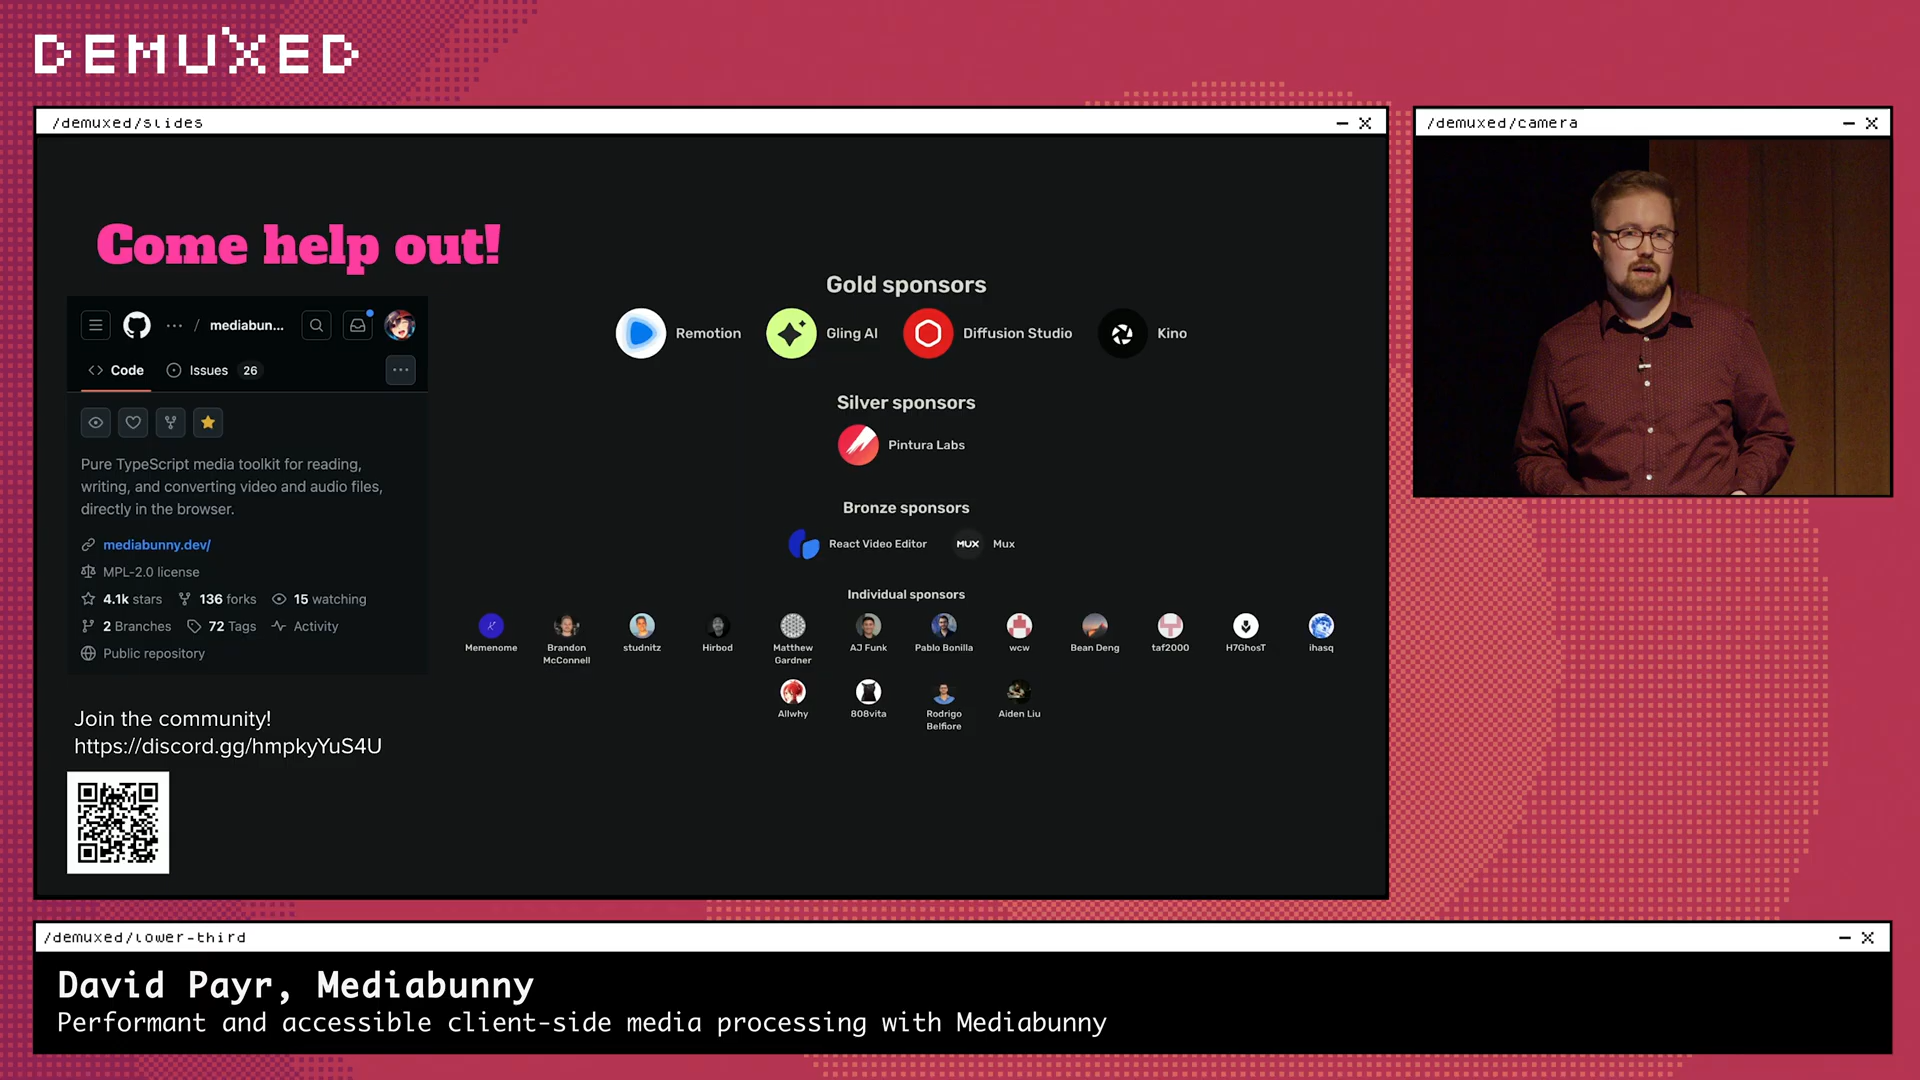 DEMUXED
/demuxed/slides
/demuxed/camera
Come help out!
/ mediabun...
Code
Issues 26
Pure TypeScript media toolkit for reading,
writing, and converting video and audio files,
directly in the browser.
mediabunny.dev/
MPL-2.0 license
4.1k stars 136 forks 15 watching
2 Branches 72 Tags Activity
Public repository
Join the community!
https://discord.gg/hmpkyYuS4U
Gold sponsors
Remotion
Gling AI
Diffusion Studio
Kino
Silver sponsors
Pintura Labs
Bronze sponsors
React Video Editor
MUX
Mux
Individual sponsors
Memenome
Brandon
McConnell
studnitz
Hirbod
Matthew
Gardner
AJ Funk
Pablo Bonilla
wcw
Bean Deng
taf2000
H7GhosT
ihasq
Allwhy
808vita
Rodrigo
Belfiore
Aiden Liu
/demuxed/lower-third
David Payr, Mediabunny
Performant and accessible client-side media processing with Mediabunny